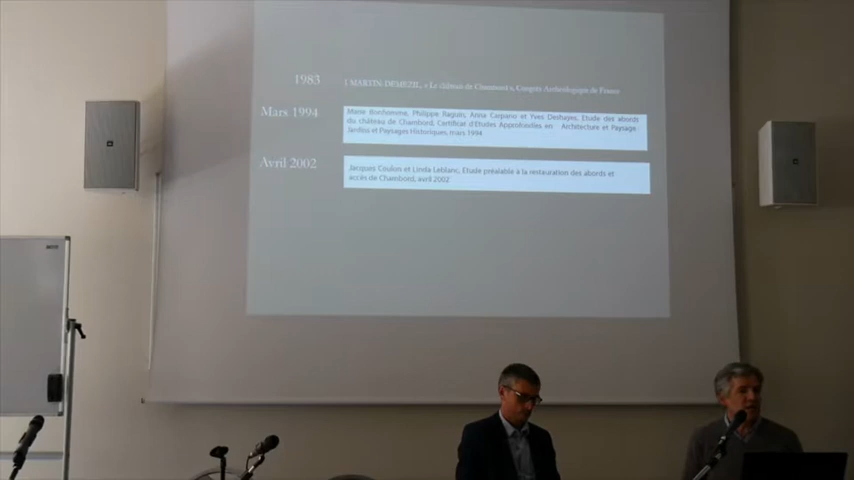 1983
J. MARTIN-DEMEZIL, « Le château de Chaumont », Congrès Archéologique de France
Mars 1994
Marie Bonhomme, Philippe Raguin, Anna Carpano et Yves Deshayes, Etude des abords
du château de Chambord, Certificat d'Etudes Approfondies en Architecture et Paysage-
Jardins et Paysages Historiques, mars 1994
Avril 2002
Jacques Coulon et Linda Leblanc, Etude préalable à la restauration des abords et
accès de Chambord, avril 2002